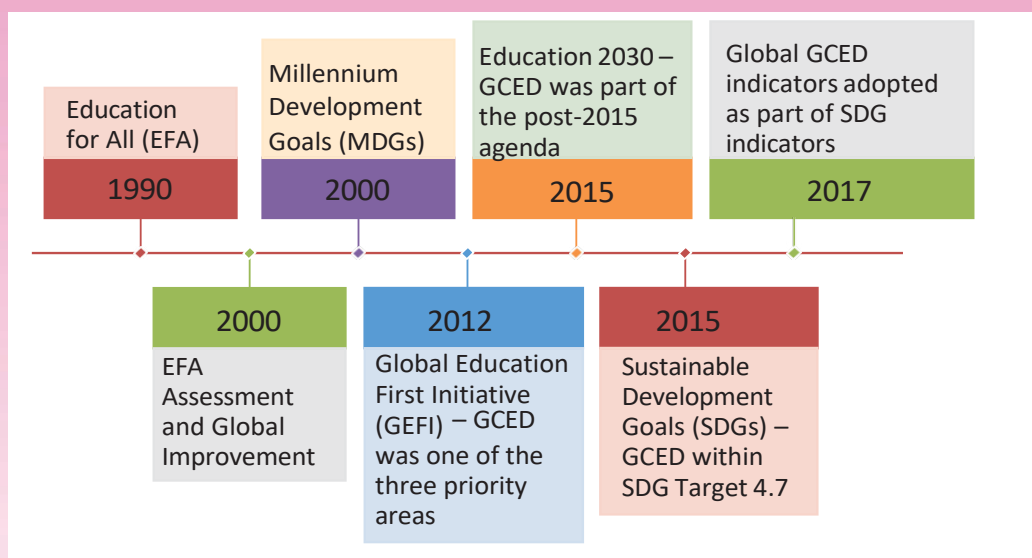 Education
for All (EFA)
1990
Millennium
Development
Goals (MDGs)
2000
Education 2030 –
GCED was part of
the post-2015
agenda
2015
Global GCED
indicators adopted
as part of SDG
indicators
2017
2000
EFA
Assessment
and Global
Improvement
2012
Global Education
First Initiative
(GEFI) – GCED
was one of the
three priority
areas
2015
Sustainable
Development
Goals (SDGs) –
GCED within
SDG Target 4.7